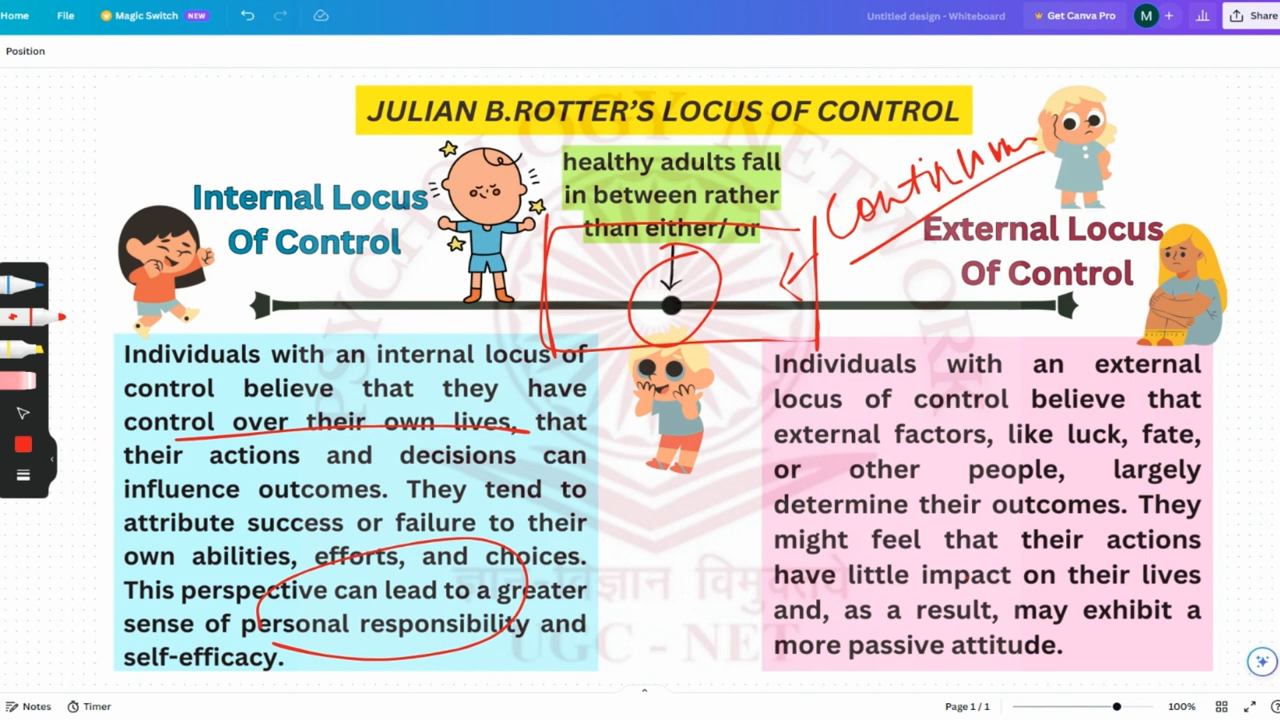 Home File Magic Switch NEW Untitled design - Whiteboard Get Canva Pro M + Share
Position
JULIAN B.ROTTER'S LOCUS OF CONTROL
healthy adults fall
in between rather
than either/ or
Continum
Internal Locus
Of Control
External Locus
Of Control
Individuals with an internal locus of
control believe that they have
control over their own lives, that
their actions and decisions can
influence outcomes. They tend to
attribute success or failure to their
own abilities, efforts, and choices.
This perspective can lead to a greater
sense of personal responsibility and
self-efficacy.
Individuals with an external
locus of control believe that
external factors, like luck, fate,
or other people, largely
determine their outcomes. They
might feel that their actions
have little impact on their lives
and, as a result, may exhibit a
more passive attitude.
PSYCHOLOGY NETWORK
ज्ञान-विज्ञान विमुक्तये
UGC - NET
Notes Timer Page 1 / 1 100%